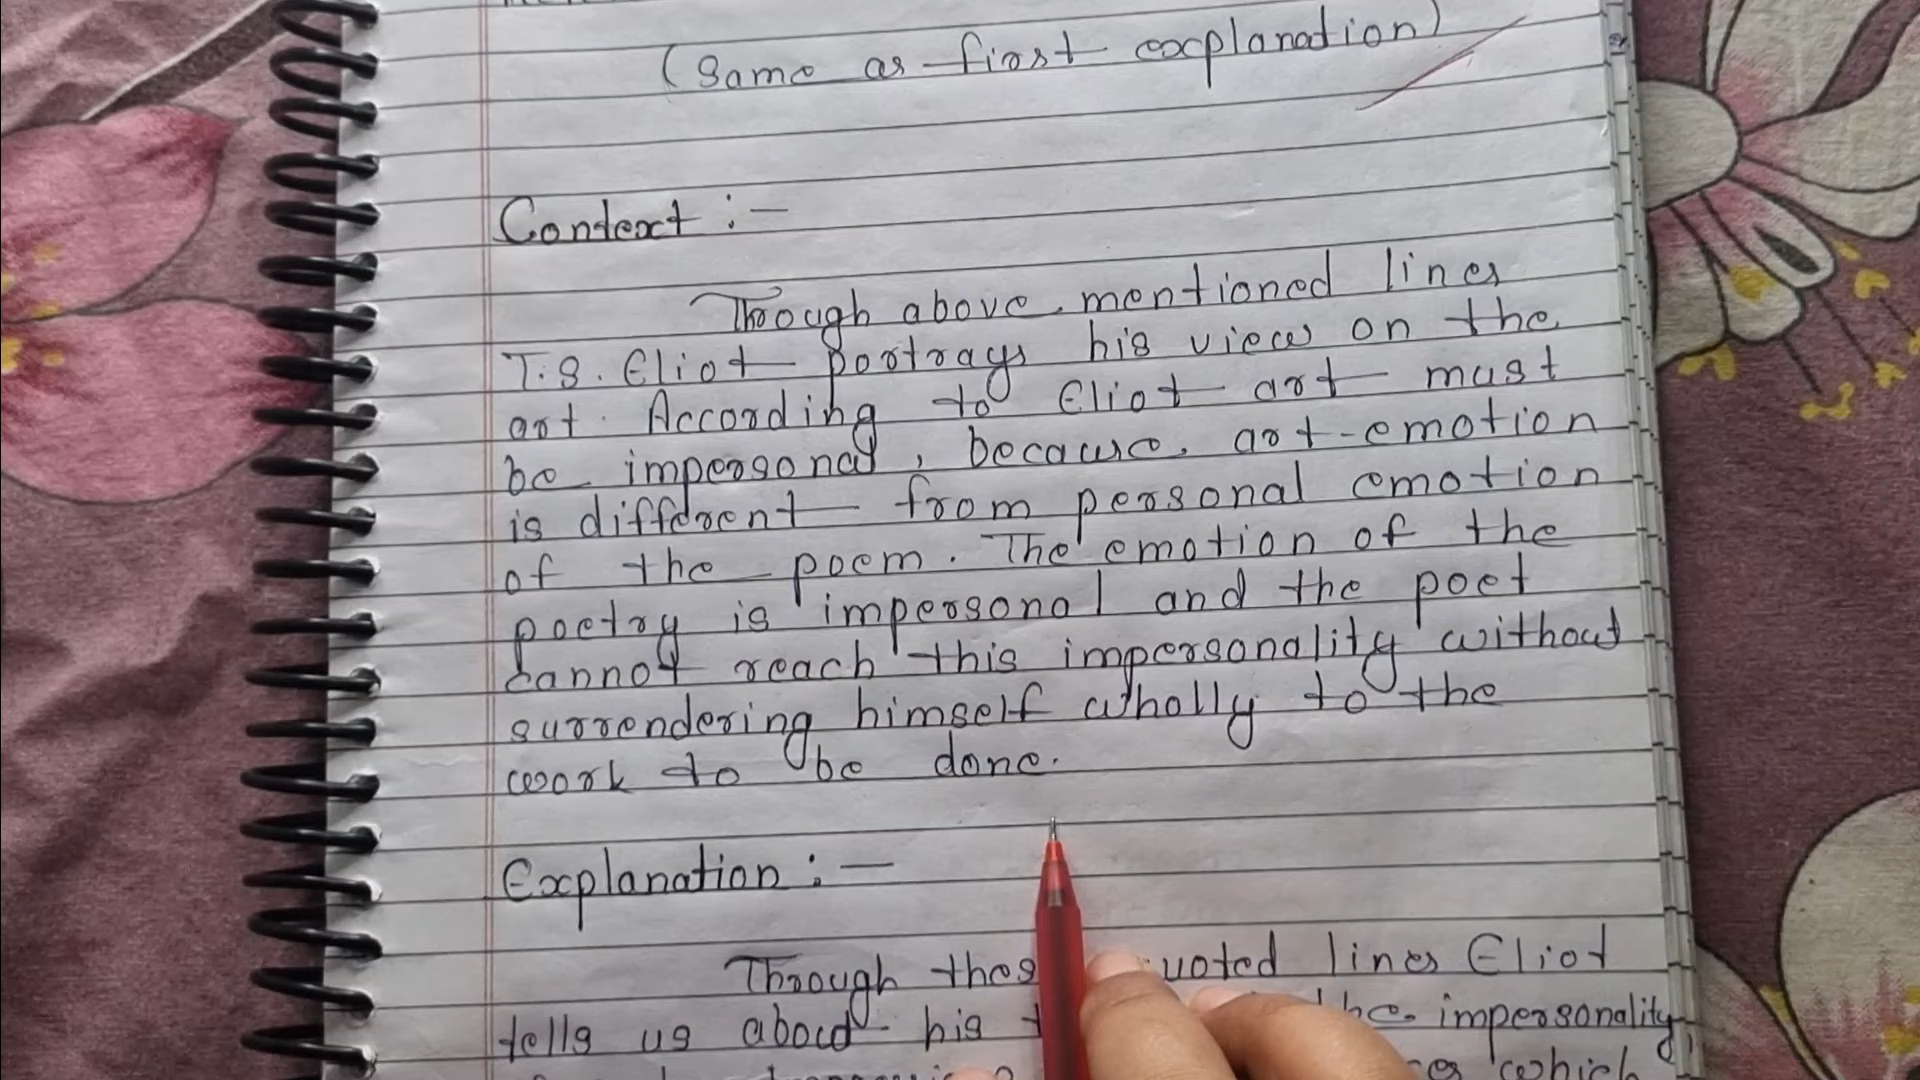 (Same as first explanation)
Context :-
Through above mentioned lines
T.S. Eliot portrays his view on the
art. According to Eliot art must
be impersonal, because art-emotion
is different from personal emotion
of the poem. The emotion of the
poetry is impersonal and the poet
cannot reach this impersonality without
surrendering himself wholly to the
work to be done.
Explanation :-
Through lines Eliot
tells us about his impersonality
which